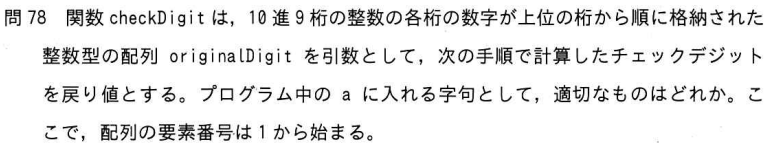 問78 関数 checkDigit は，10進9桁の整数の各桁の数字が上位の桁から順に格納された
整数型の配列 originalDigit を引数として，次の手順で計算したチェックデジット
を戻り値とする。プログラム中の a に入れる字句として，適切なものはどれか。こ
こで，配列の要素番号は1から始まる。